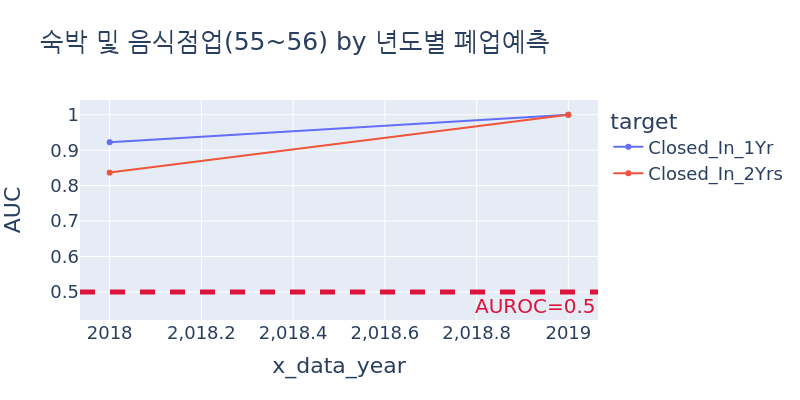 숙박 및 음식점업(55~56) by 년도별 폐업예측
AUC
1
0.9
0.8
0.7
0.6
0.5
AUROC=0.5
2018
2,018.2
2,018.4
2,018.6
2,018.8
2019
x_data_year
target
Closed_In_1Yr
Closed_In_2Yrs